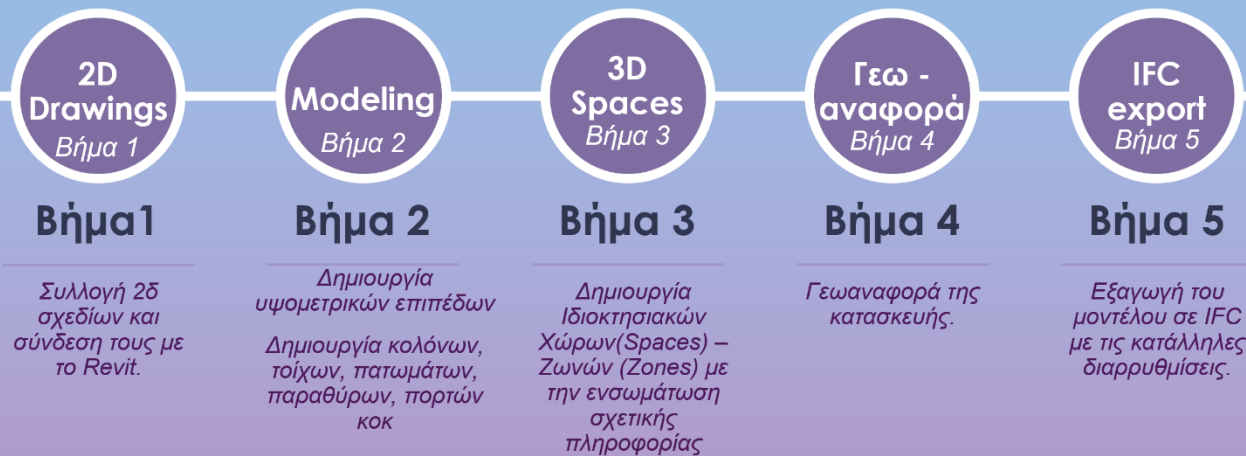 2D
Drawings
Βήμα 1
Modeling
Βήμα 2
3D
Spaces
Βήμα 3
Γεω -
αναφορά
Βήμα 4
IFC
export
Βήμα 5
Βήμα1
Συλλογή 2δ
σχεδίων και
σύνδεση τους με
το Revit.
Βήμα 2
Δημιουργία
υψομετρικών επιπέδων
Δημιουργία κολόνων,
τοίχων, πατωμάτων,
παραθύρων, πορτών
κοκ
Βήμα 3
Δημιουργία
Ιδιοκτησιακών
Χώρων(Spaces) –
Ζωνών (Zones) με
την ενσωμάτωση
σχετικής
πληροφορίας
Βήμα 4
Γεωαναφορά της
κατασκευής.
Βήμα 5
Εξαγωγή του
μοντέλου σε IFC
με τις κατάλληλες
διαρρυθμίσεις.